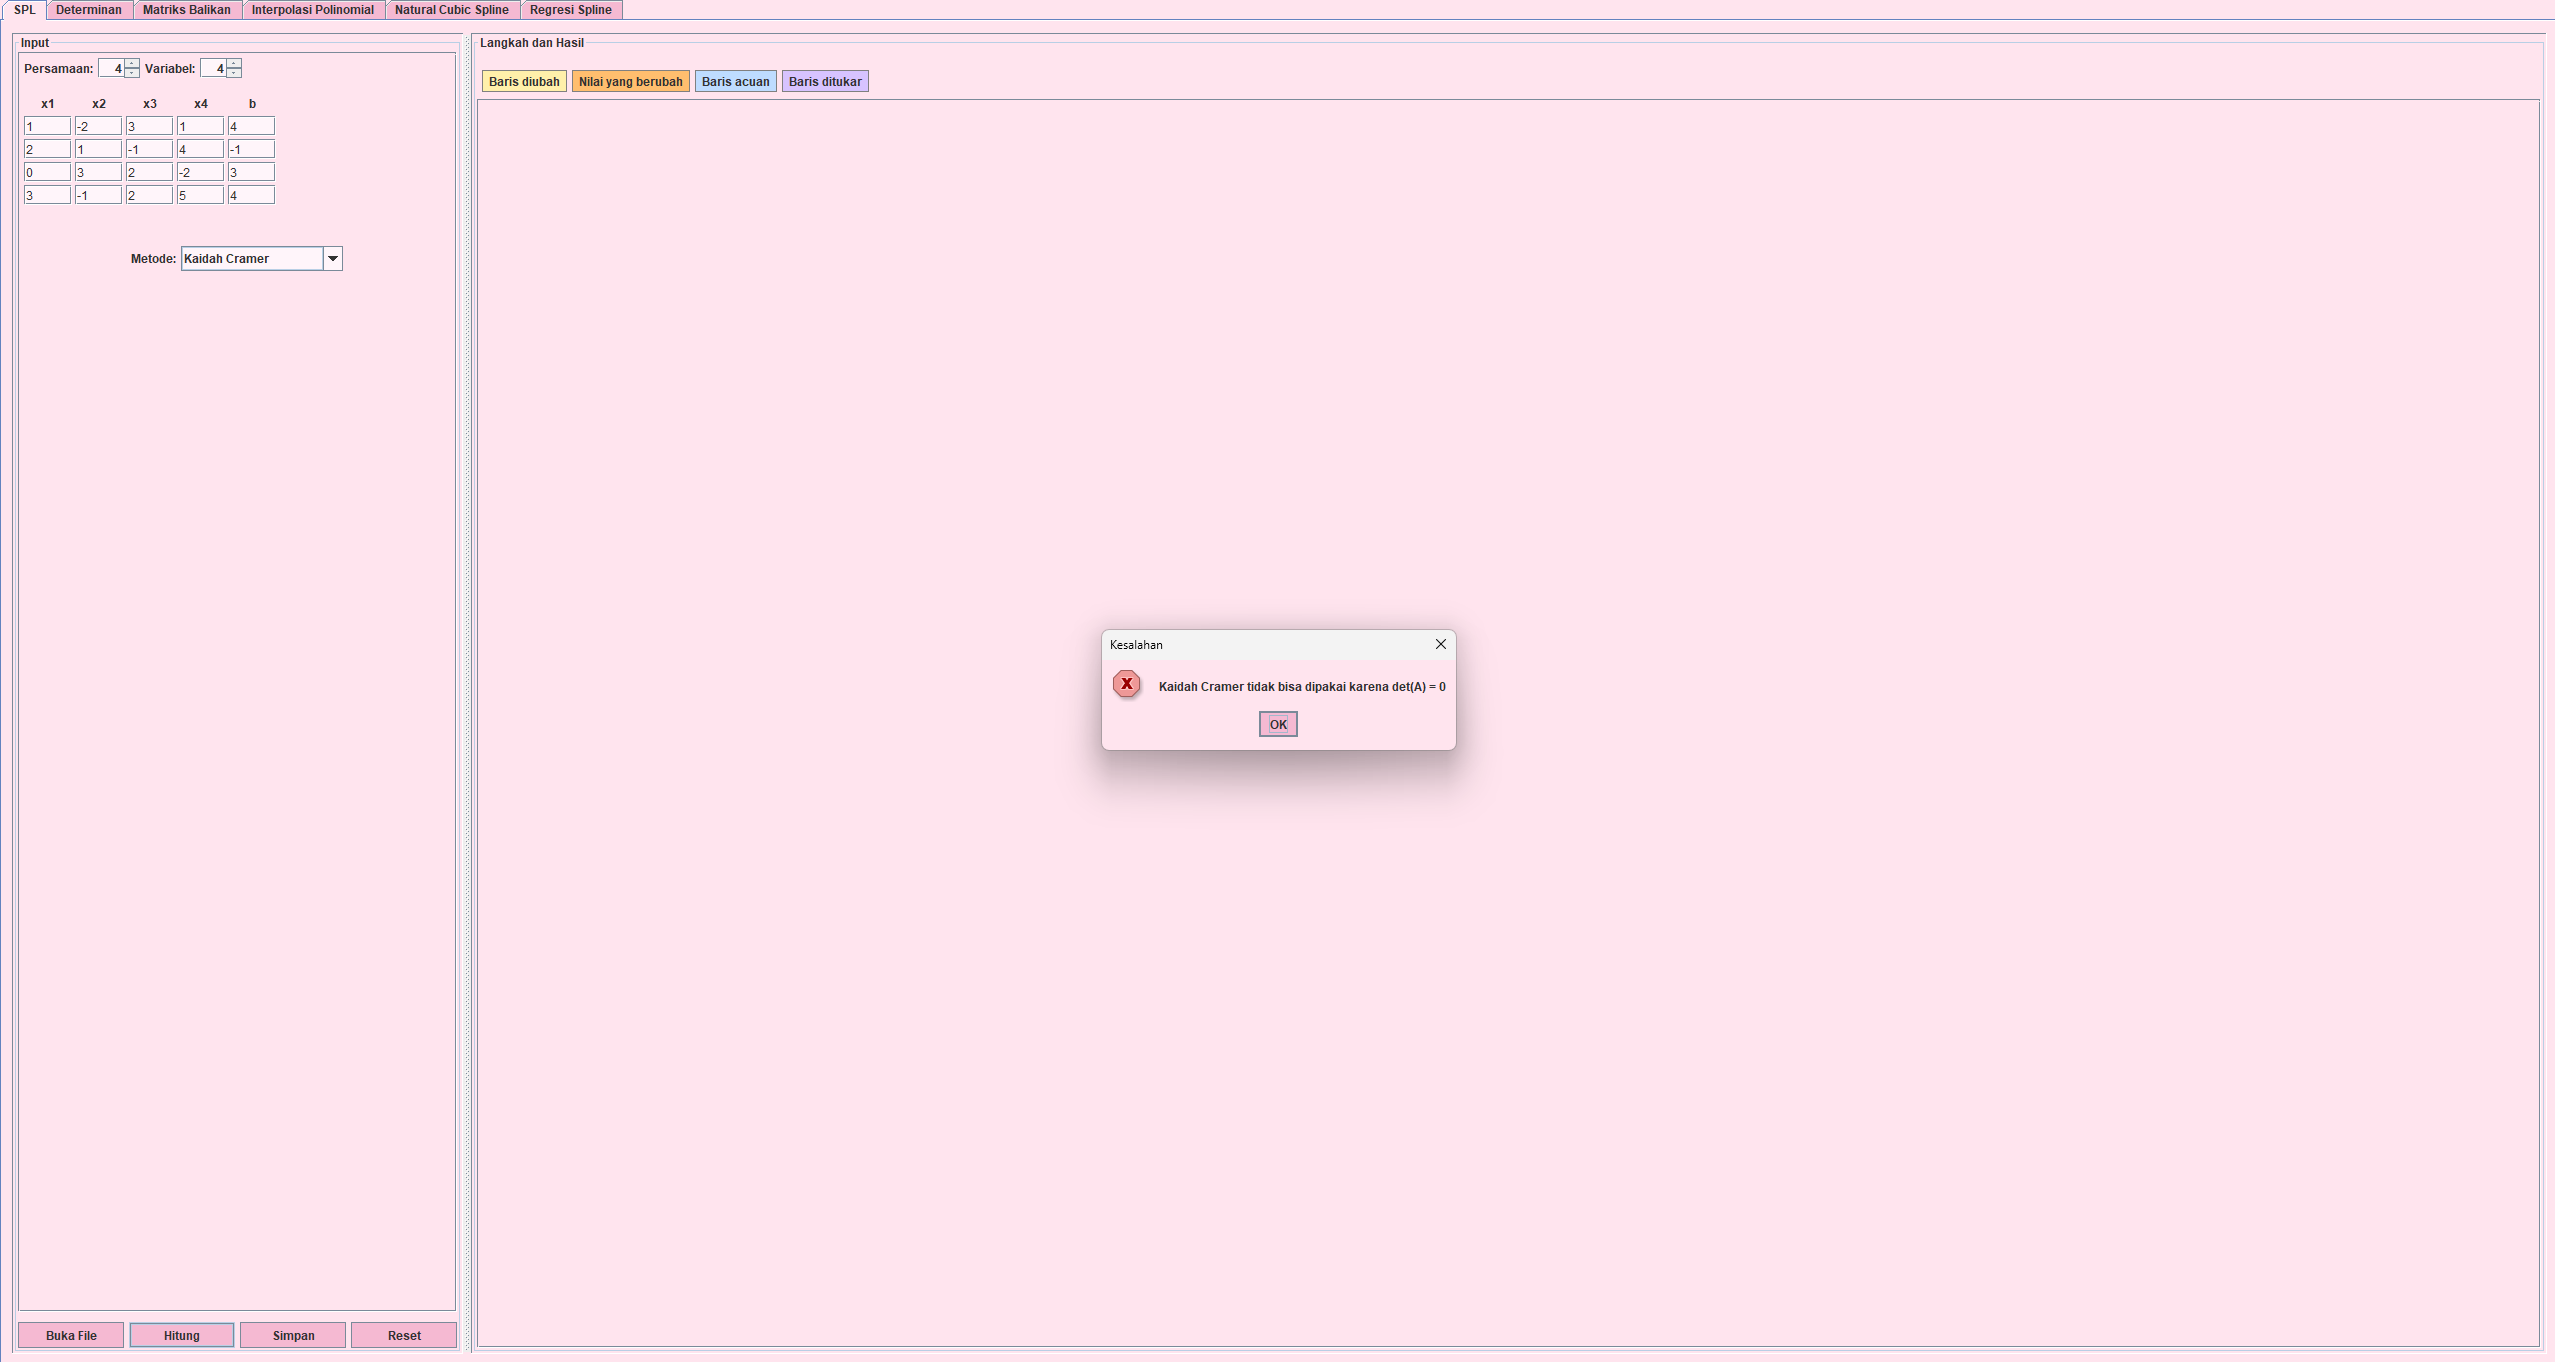 SPL Determinan Matriks Balikan Interpolasi Polinomial Natural Cubic Spline Regresi Spline
Input
Persamaan: 4 Variabel: 4
x1 x2 x3 x4 b
1 -2 3 1 4
2 1 -1 4 -1
0 3 2 -2 3
3 -1 2 5 4
Metode: Kaidah Cramer
Buka File Hitung Simpan Reset
Langkah dan Hasil
Baris diubah Nilai yang berubah Baris acuan Baris ditukar
Kesalahan
Kaidah Cramer tidak bisa dipakai karena det(A) = 0
OK